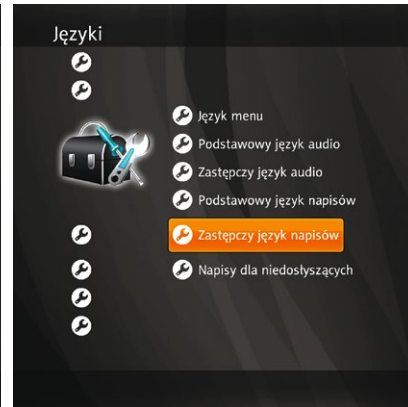 Języki
Język menu
Podstawowy język audio
Zastępczy język audio
Podstawowy język napisów
Zastępczy język napisów
Napisy dla niedosłyszących